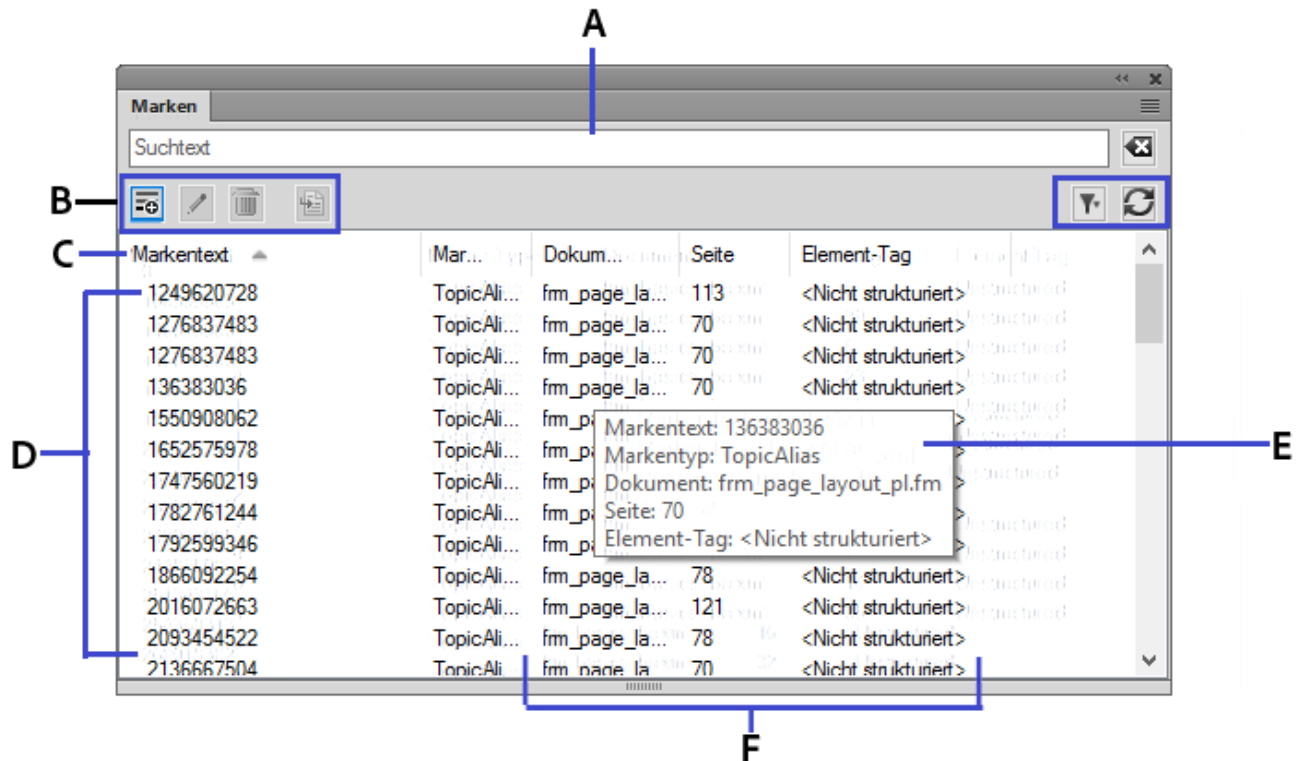 A
Marken
Suchtext
B
C
Markentext Mar... Dokum... Seite Element-Tag
1249620728 TopicAli... frm_page_la... 113 <Nicht strukturiert>
1276837483 TopicAli... frm_page_la... 70 <Nicht strukturiert>
1276837483 TopicAli... frm_page_la... 70 <Nicht strukturiert>
136383036 TopicAli... frm_page_la... 70 <Nicht strukturiert>
1550908062 TopicAli...
1652575978 TopicAli...
1747560219 TopicAli...
1782761244 TopicAli...
1792599346 TopicAli...
Markentext: 136383036
Markentyp: TopicAlias
Dokument: frm_page_layout_pl.fm
Seite: 70
Element-Tag: <Nicht strukturiert>
D
E
1866092254 TopicAli... frm_page_la... 78 <Nicht strukturiert>
2016072663 TopicAli... frm_page_la... 121 <Nicht strukturiert>
2093454522 TopicAli... frm_page_la... 78 <Nicht strukturiert>
2136667504 TopicAli... frm_page_la... 70 <Nicht strukturiert>
F